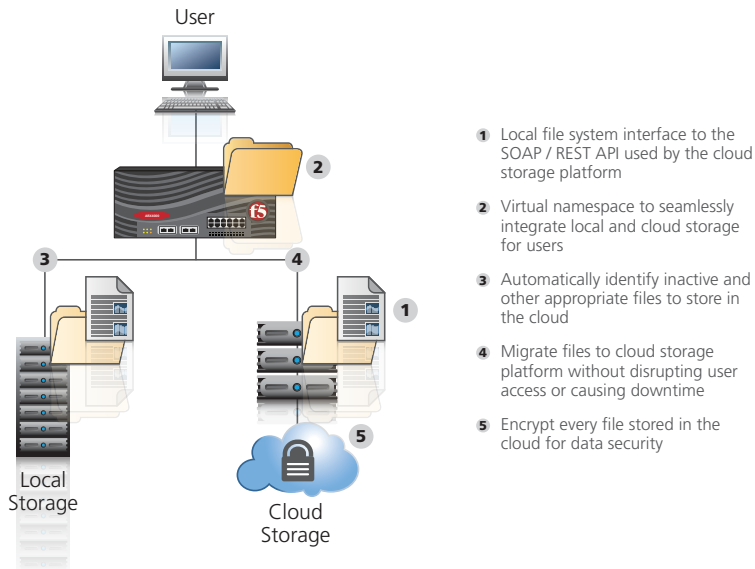 User
2
f5
3
4
1
5
Local
Storage
Cloud
Storage
1 Local file system interface to the
SOAP / REST API used by the cloud
storage platform
2 Virtual namespace to seamlessly
integrate local and cloud storage
for users
3 Automatically identify inactive and
other appropriate files to store in
the cloud
4 Migrate files to cloud storage
platform without disrupting user
access or causing downtime
5 Encrypt every file stored in the
cloud for data security